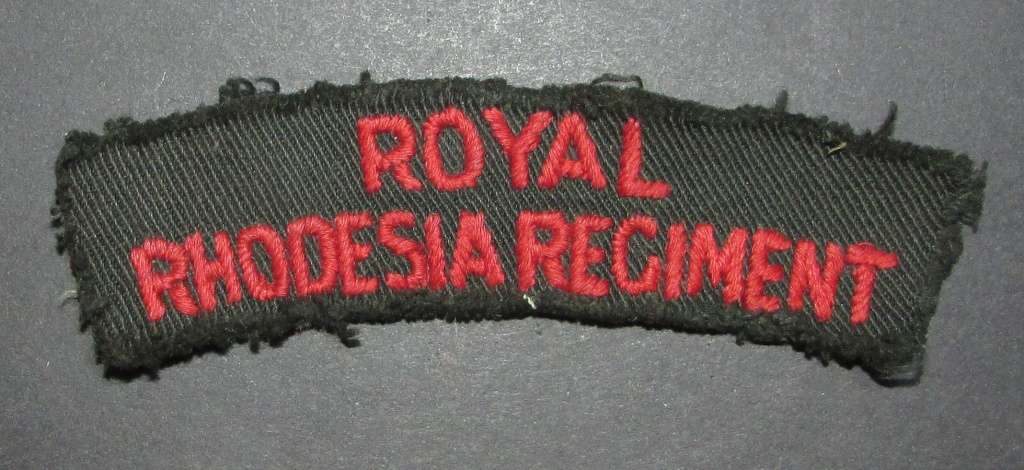 ROYAL
RHODESIA REGIMENT